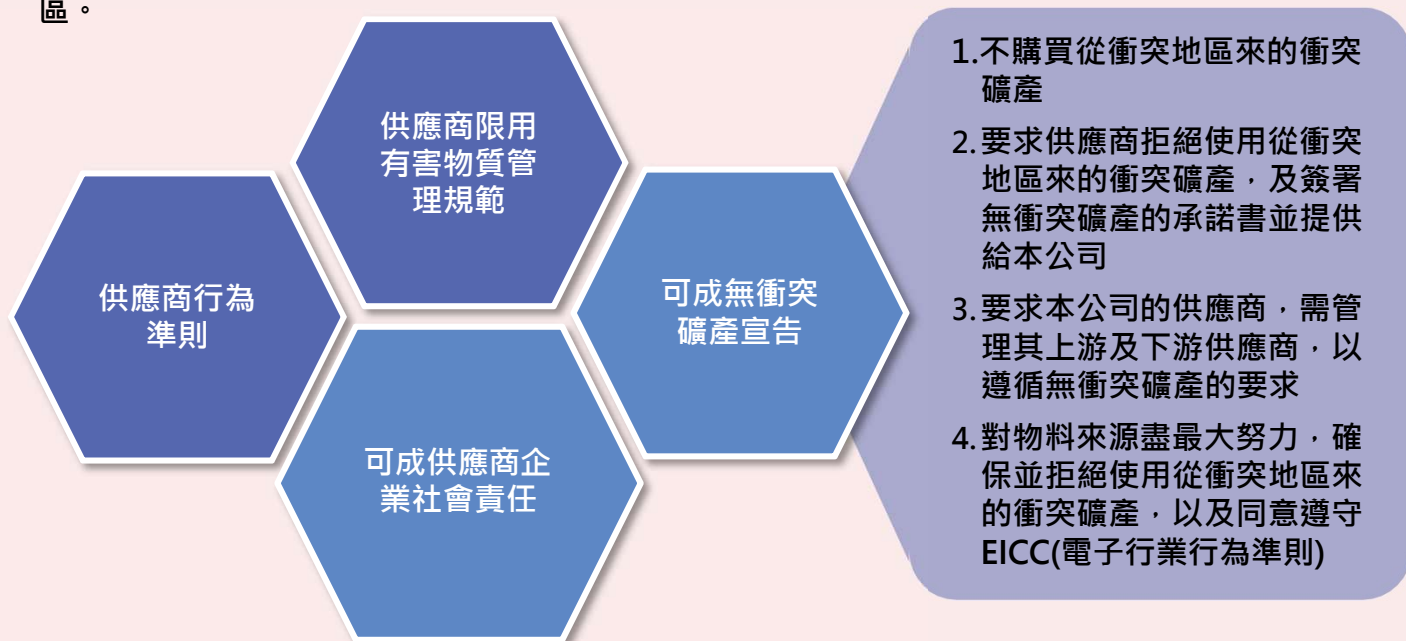 區。
供應商限用
有害物質管
理規範
供應商行為
準則
可成無衝突
礦產宣告
可成供應商企
業社會責任
1.不購買從衝突地區來的衝突
礦產
2.要求供應商拒絕使用從衝突
地區來的衝突礦產，及簽署
無衝突礦產的承諾書並提供
給本公司
3.要求本公司的供應商，需管
理其上游及下游供應商，以
遵循無衝突礦產的要求
4.對物料來源盡最大努力，確
保並拒絕使用從衝突地區來
的衝突礦產，以及同意遵守
EICC(電子行業行為準則)